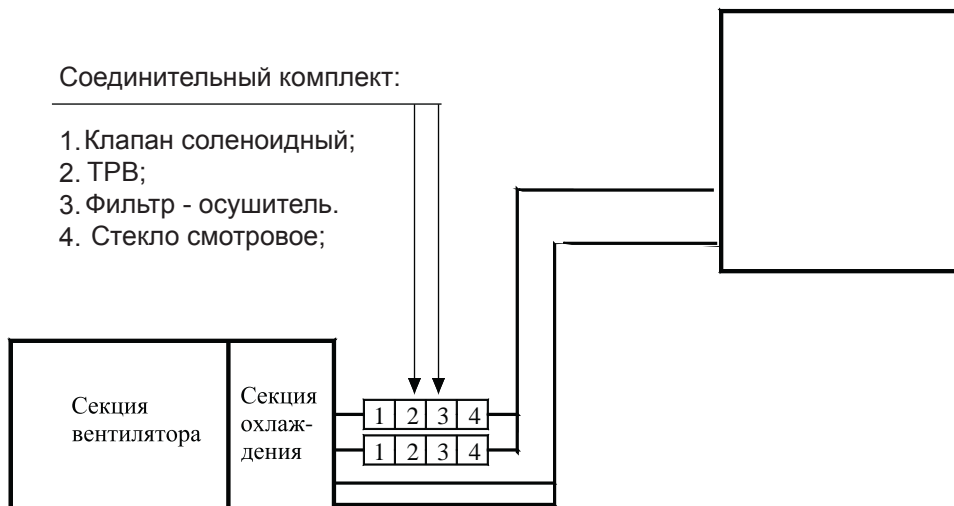 Соединительный комплект:
1. Клапан соленоидный;
2. ТРВ;
3. Фильтр - осушитель.
4. Стекло смотровое;
Секция
вентилятора
Секция
охлаж-
дения
1 2 3 4
1 2 3 4